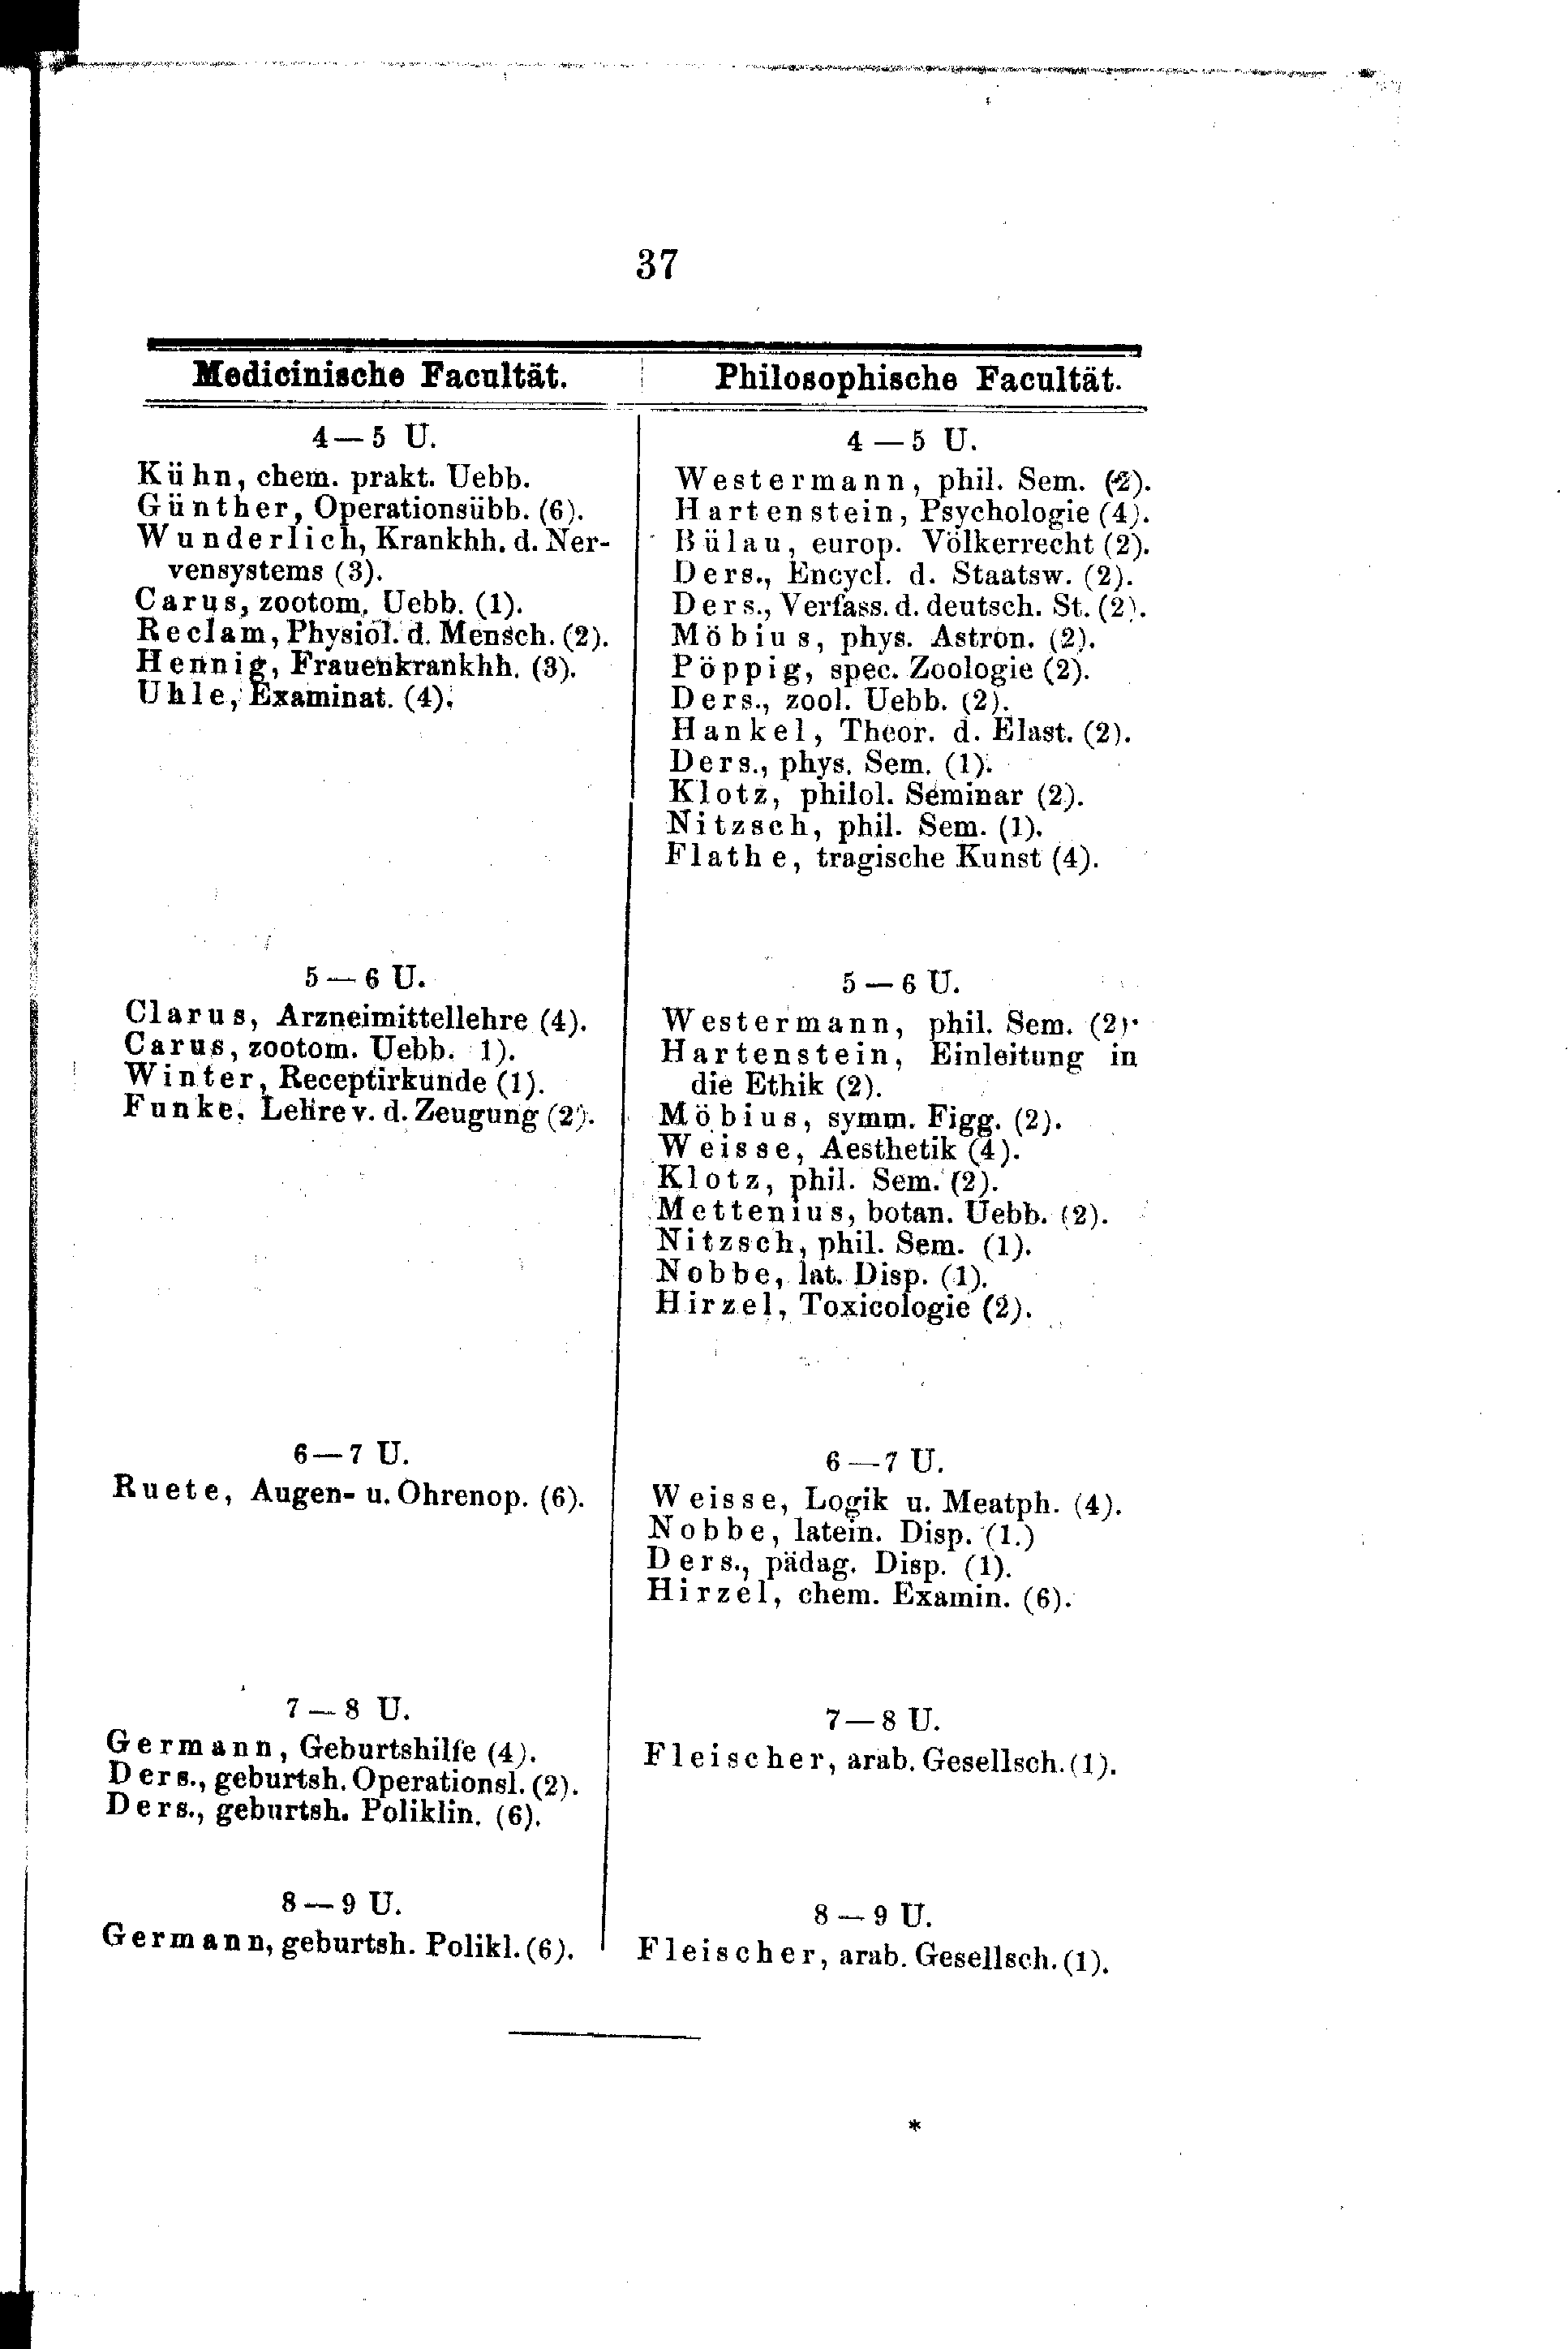 37
Medicinische Facultät.
4 — 5 U.
Kühn, chem. prakt. Uebb.
Günther, Operationsübb. (6).
Wunderlich, Krankhh. d. Ner-
vensystems (3).
Carus, zootom. Uebb. (1).
Reclam, Physiol. d. Mensch. (2).
Hennig, Frauenkrankhh. (3).
Uhle, Examinat. (4).
5 — 6 U.
Clarus, Arzneimittellehre (4).
Carus, zootom. Uebb. 1).
Winter, Receptirkunde (1).
Funke, Lehre v. d. Zeugung (2).
6 — 7 U.
Ruete, Augen- u. Ohrenop. (6).
7 — 8 U.
Germann, Geburtshilfe (4).
Ders., geburtsh. Operationsl. (2).
Ders., geburtsh. Poliklin. (6).
8 — 9 U.
Germann, geburtsh. Polikl. (6).
Philosophische Facultät.
4 — 5 U.
Westermann, phil. Sem. (2).
Hartenstein, Psychologie (4).
Bülau, europ. Völkerrecht (2).
Ders., Encycl. d. Staatsw. (2).
Ders., Verfass. d. deutsch. St. (2).
Möbius, phys. Astron. (2).
Pöppig, spec. Zoologie (2).
Ders., zool. Uebb. (2).
Hankel, Theor. d. Elast. (2).
Ders., phys. Sem. (1).
Klotz, philol. Seminar (2).
Nitzsch, phil. Sem. (1).
Flathe, tragische Kunst (4).
5 — 6 U.
Westermann, phil. Sem. (2).
Hartenstein, Einleitung in
die Ethik (2).
Möbius, symm. Figg. (2).
Weisse, Aesthetik (4).
Klotz, phil. Sem. (2).
Mettenius, botan. Uebb. (2).
Nitzsch, phil. Sem. (1).
Nobbe, lat. Disp. (1).
Hirzel, Toxicologie (2).
6 — 7 U.
Weisse, Logik u. Meatph. (4).
Nobbe, latein. Disp. (1.)
Ders., pädag. Disp. (1).
Hirzel, chem. Examin. (6).
7 — 8 U.
Fleischer, arab. Gesellsch. (1).
8 — 9 U.
Fleischer, arab. Gesellsch. (1).
*